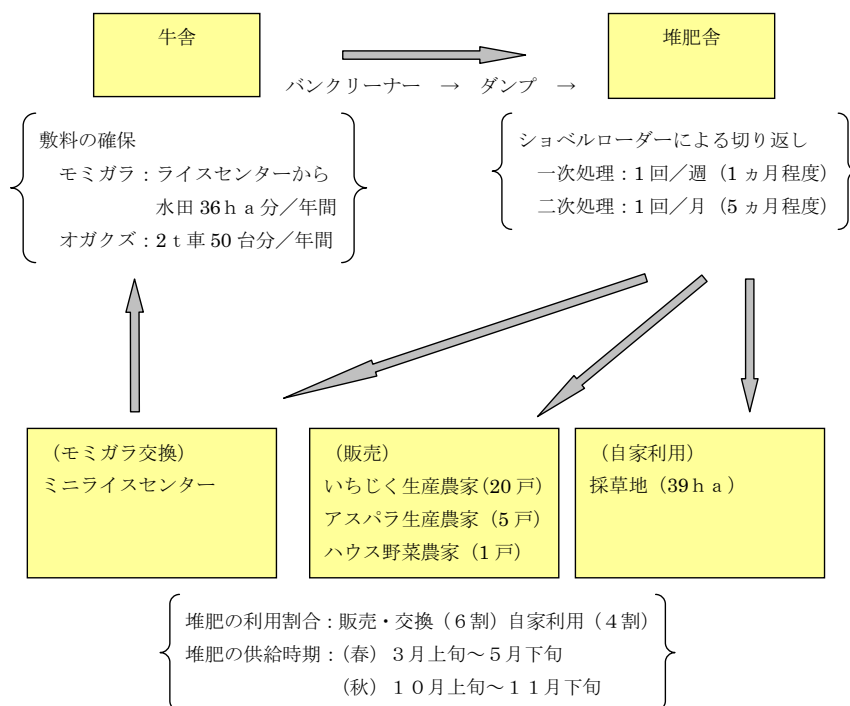 牛舎
堆肥舎
バンクリーナー → ダンプ →
敷料の確保
モミガラ：ライスセンターから
水田36ｈａ分／年間
オガクズ：2ｔ車50台分／年間
ショベルローダーによる切り返し
一次処理：1回／週（1ヵ月程度）
二次処理：1回／月（5ヵ月程度）
（モミガラ交換）
ミニライスセンター
（販売）
いちじく生産農家（20戸）
アスパラ生産農家（5戸）
ハウス野菜農家（1戸）
（自家利用）
採草地（39ｈａ）
堆肥の利用割合：販売・交換（６割）自家利用（４割）
堆肥の供給時期：（春）３月上旬～５月下旬
（秋）１０月上旬～１１月下旬